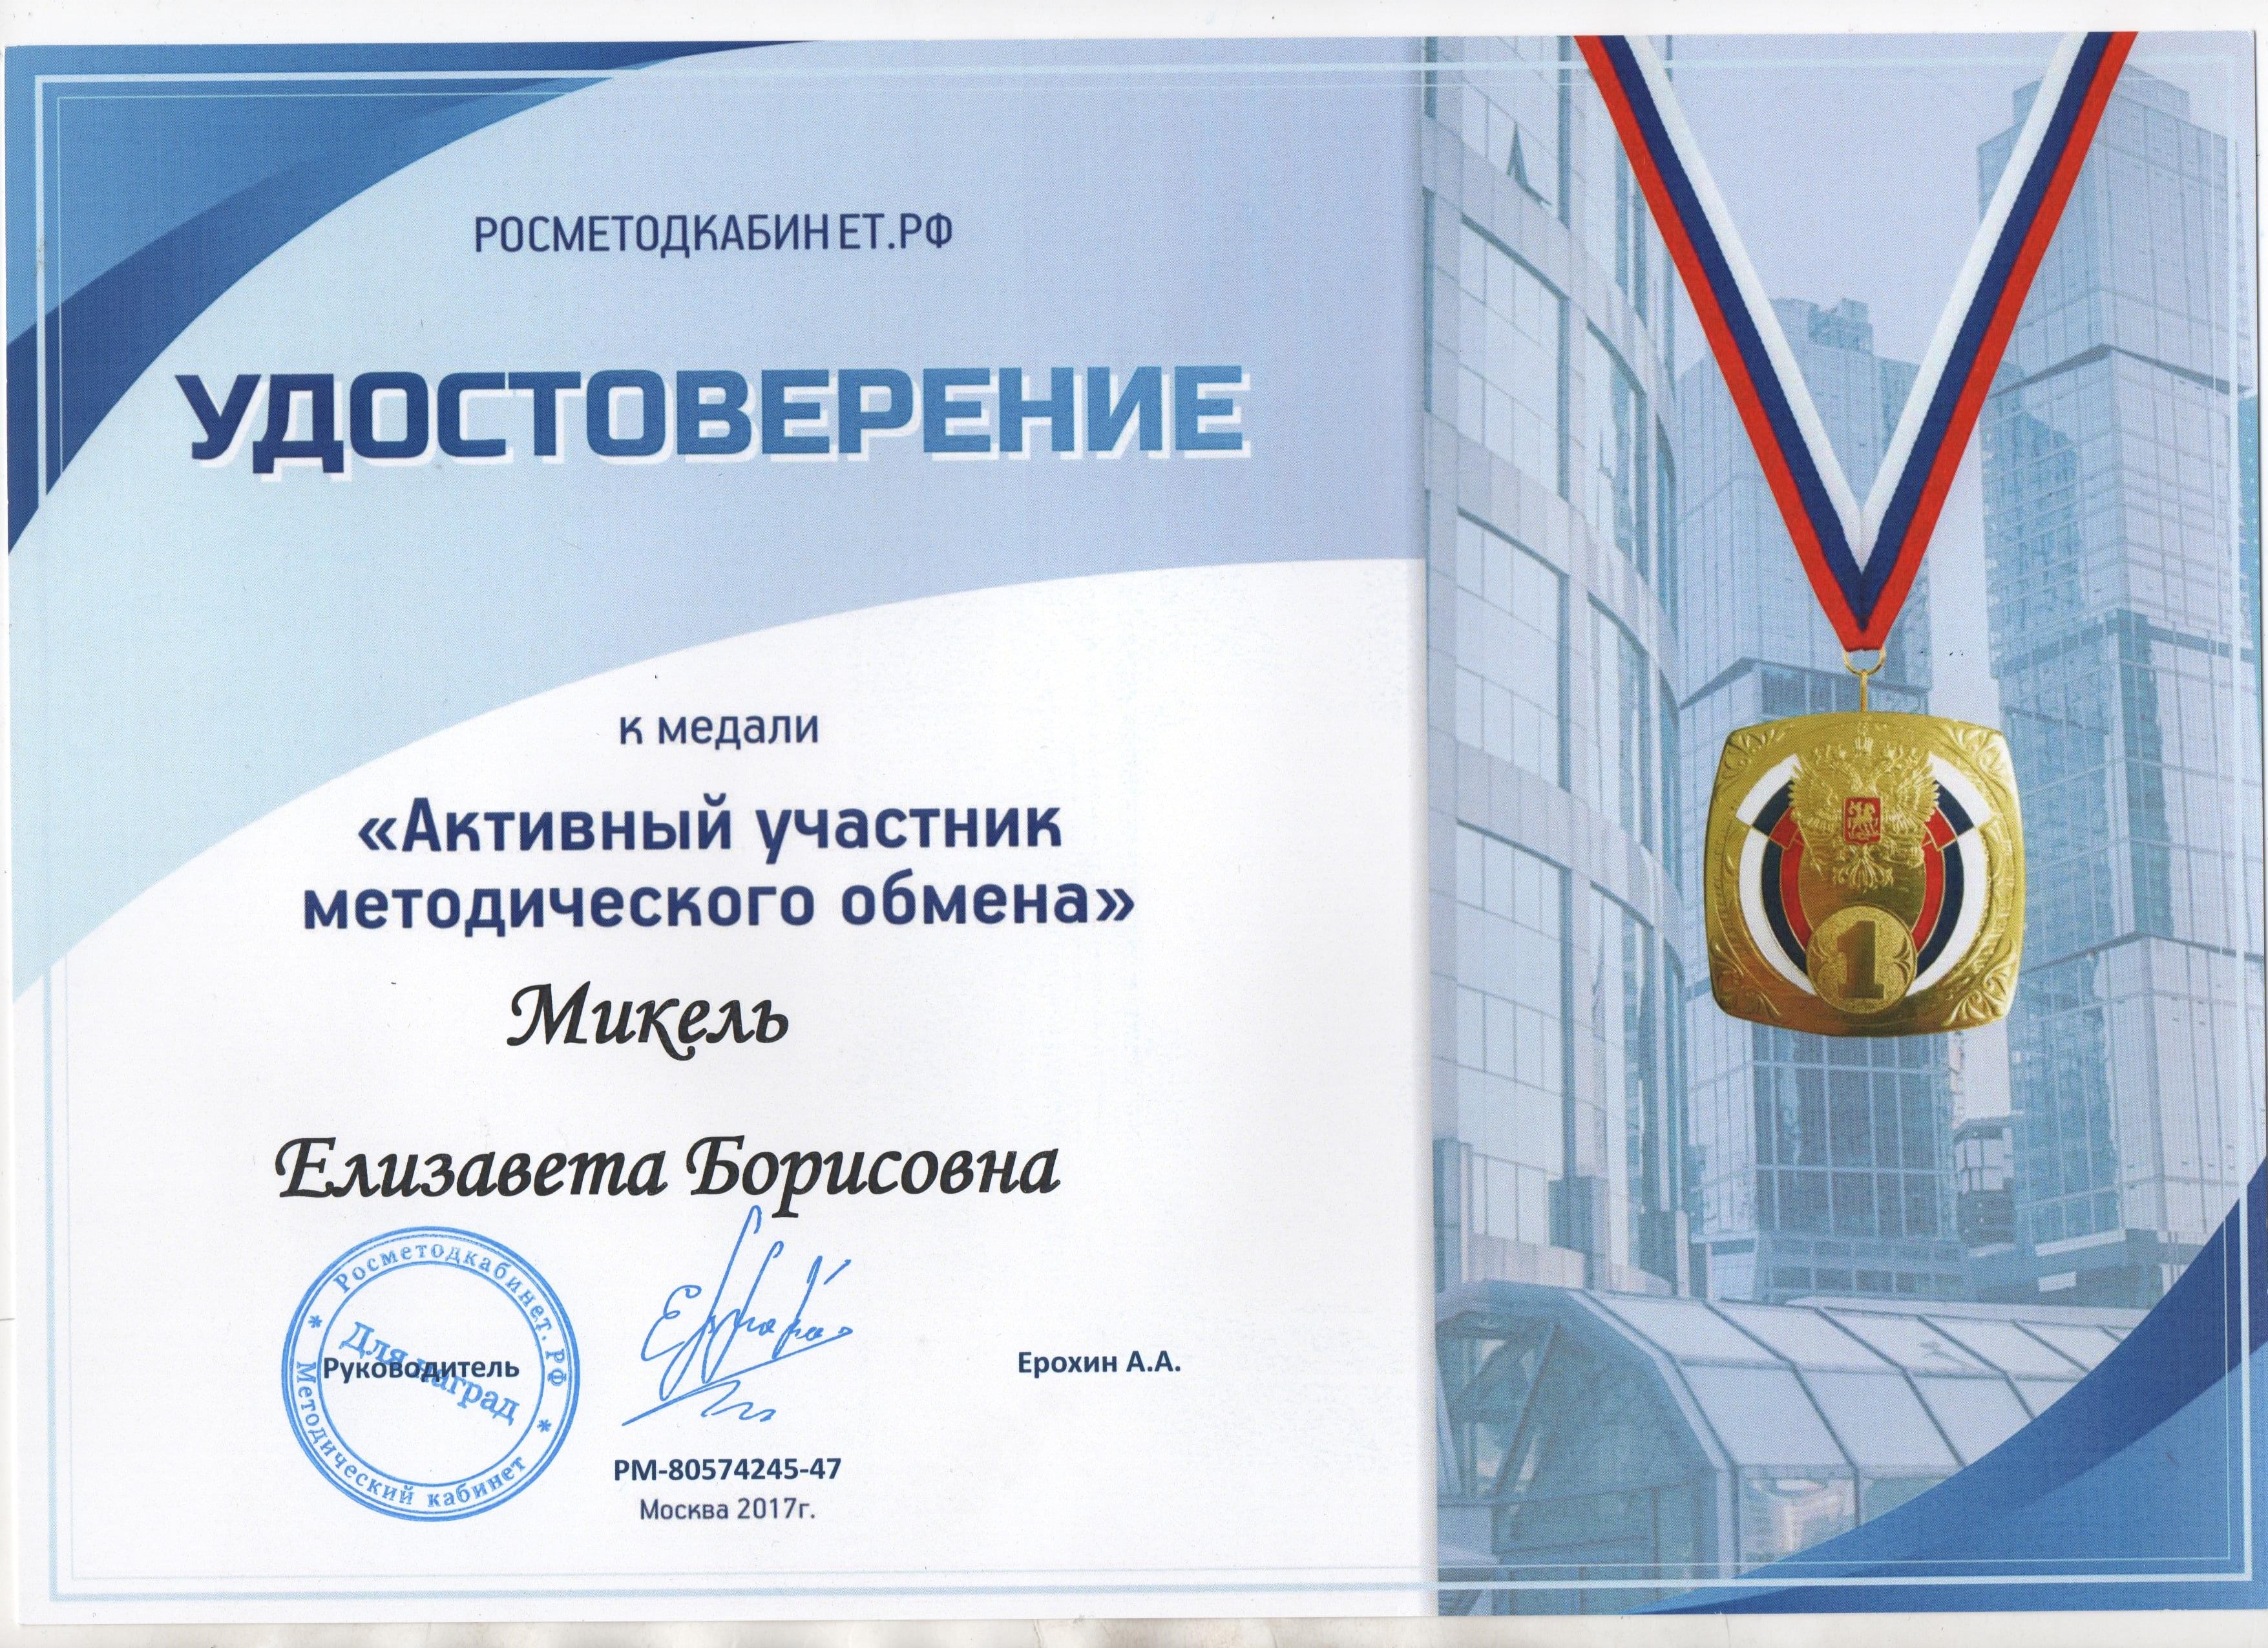 РОСМЕТОДКАБИНЕТ.РФ
УДОСТОВЕРЕНИЕ
к медали
«Активный участник
методического обмена»
Микель
Елизавета Борисовна
Росметодкабинет.РФ
Методический кабинет
Для наград
Руководитель
Ерохин А.А.
РМ-80574245-47
Москва 2017г.
1